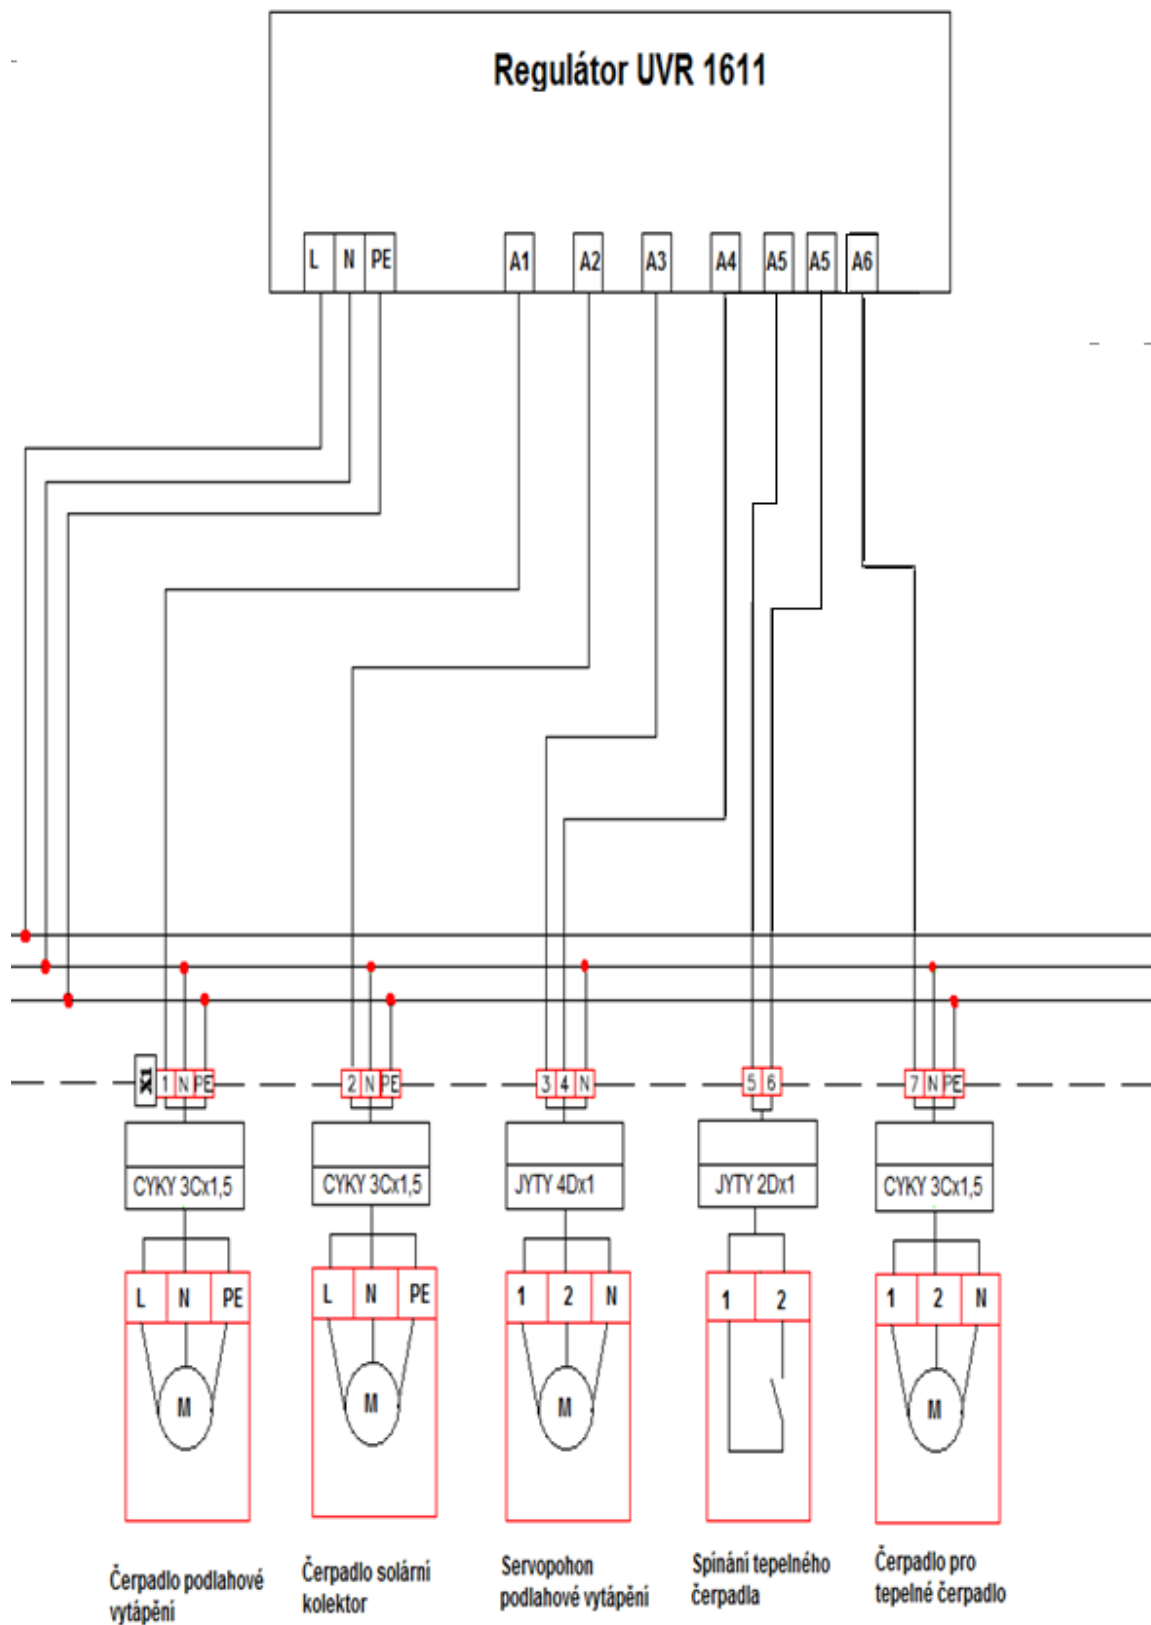 Regulátor UVR 1611
L N PE A1 A2 A3 A4 A5 A5 A6
X1 1 N PE 2 N PE 3 4 N 5 6 7 N PE
CYKY 3Cx1,5 CYKY 3Cx1,5 JYTY 4Dx1 JYTY 2Dx1 CYKY 3Cx1,5
L N PE L N PE 1 2 N 1 2 1 2 N
M M M M
Čerpadlo podlahové
vytápění
Čerpadlo solární
kolektor
Servopohon
podlahové vytápění
Spínání tepelného
čerpadla
Čerpadlo pro
tepelné čerpadlo